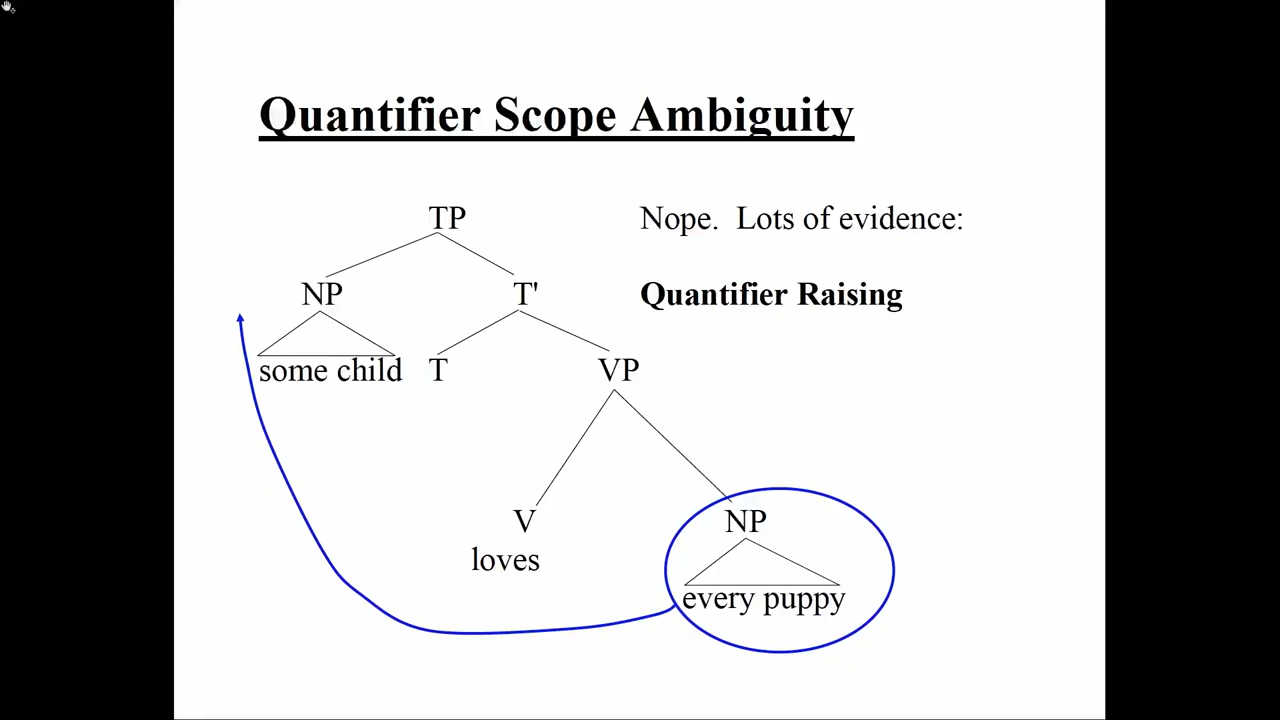 Quantifier Scope Ambiguity
TP
Nope.  Lots of evidence:
NP
T'
Quantifier Raising
some child
T
VP
V
NP
loves
every puppy